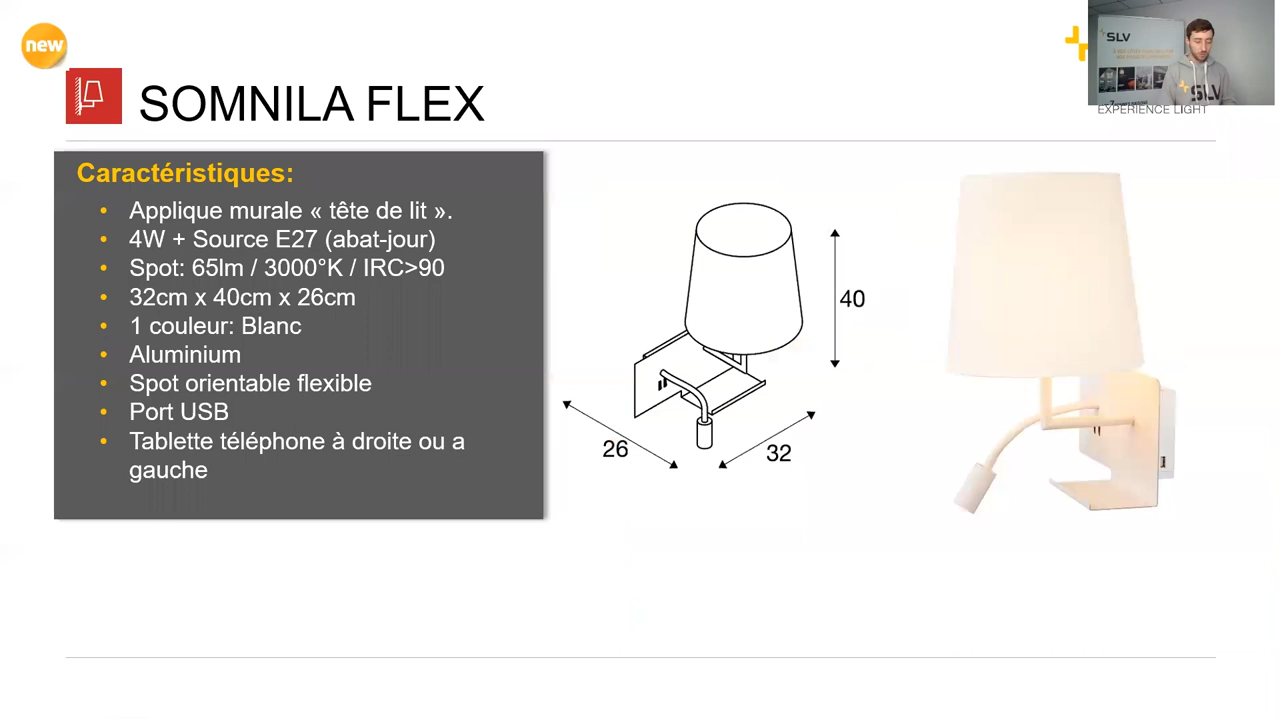 new
SLV
SLV
EXPERIENCE LIGHT
SOMNILA FLEX
Caractéristiques:
• Applique murale « tête de lit ».
• 4W + Source E27 (abat-jour)
• Spot: 65lm / 3000°K / IRC>90
• 32cm x 40cm x 26cm
• 1 couleur: Blanc
• Aluminium
• Spot orientable flexible
• Port USB
• Tablette téléphone à droite ou a
gauche
40
26
32